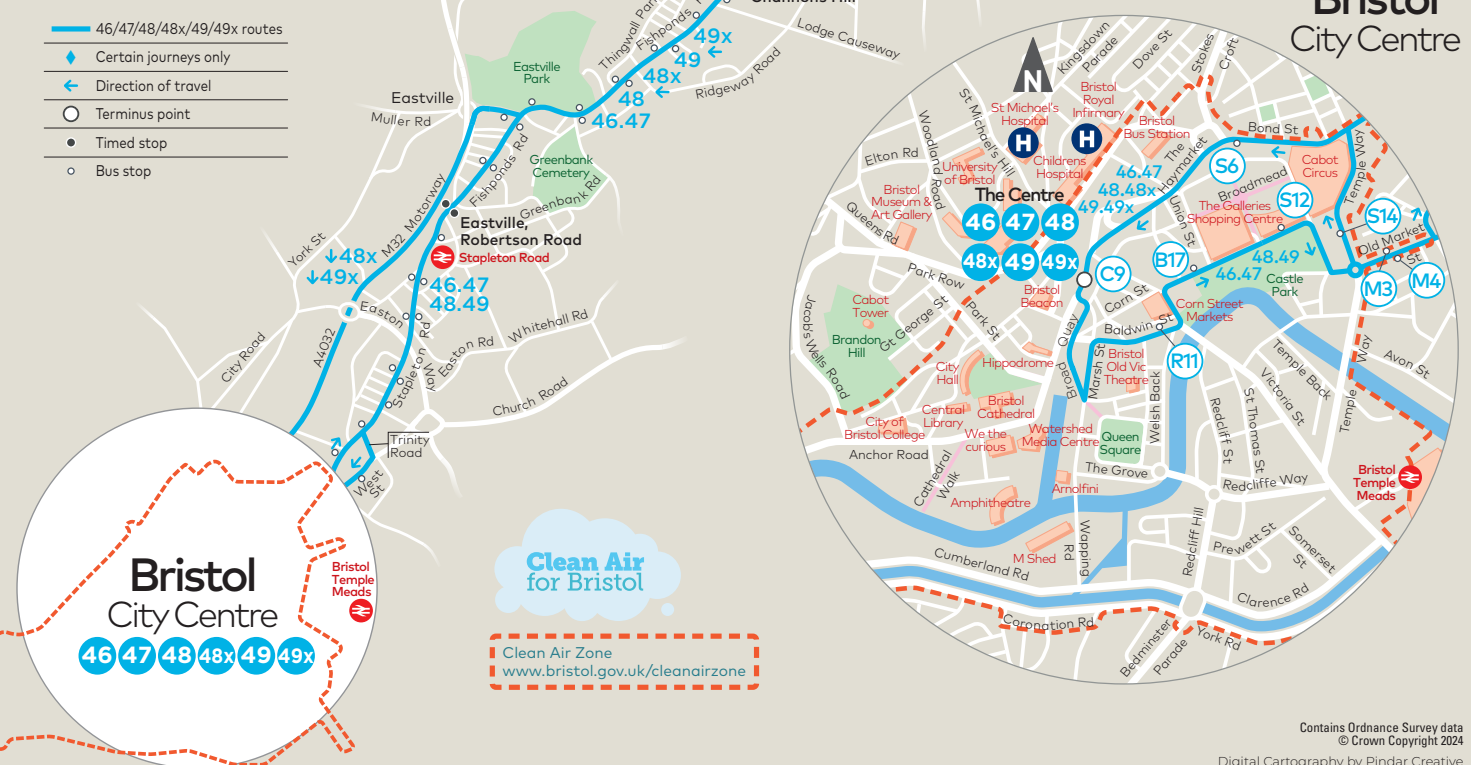 46/47/48/48x/49/49x routes
Certain journeys only
Direction of travel
Terminus point
Timed stop
Bus stop
Lodge Causeway
Ridgeway Road
49x
49
48x
48
46.47
Eastville
Park
Eastville
Muller Rd
Fishponds Rd
Greenbank
Cemetery
Greenbank Rd
M32 Motorway
York St
Eastville,
Robertson Road
Stapleton Road
48x
49x
46.47
48.49
Easton
Way
Stapleton Rd
Easton Rd
Whitehall Rd
A4032
City Road
Church Road
Trinity
Road
West
St
Bristol
City Centre
46 47 48 48x 49 49x
Bristol
Temple
Meads
Clean Air
for Bristol
Clean Air Zone
www.bristol.gov.uk/cleanairzone
Bristol
City Centre
N
Kingsdown
Parade
Dove St
Stokes
Croft
St Michael's
Hospital
H
Bristol
Royal
Infirmary
H
Childrens
Hospital
Bristol
Bus Station
St Michael's Hill
Woodland Road
Elton Rd
University
of Bristol
Bristol
Museum &
Art Gallery
Queens Rd
The Centre
46 47 48
48x 49 49x
46.47
48.48x
49.49x
The
Haymarket
Bond St
S6
Cabot
Circus
Broadmead
S12
The Galleries
Shopping Centre
Union St
Temple Way
S14
Old Market
St
M3
M4
B17
48.49
46.47
Castle
Park
C9
Corn St
Corn Street
Markets
Baldwin St
R11
Bristol
Beacon
Park Row
Park St
Gt George St
Cabot
Tower
Brandon
Hill
Jacob's Wells Road
City
Hall
Hippodrome
Broad
Quay
Marsh St
Bristol
Old Vic
Theatre
Welsh Back
Central
Library
Bristol
Cathedral
City of
Bristol College
We the
curious
Watershed
Media Centre
Queen
Square
Anchor Road
Cathedral
Walk
Amphitheatre
Arnolfini
The Grove
M Shed
Wapping
Rd
Redcliff St
St Thomas St
Victoria St
Temple Back
Temple
Way
Avon St
Redcliffe Way
Bristol
Temple
Meads
Redcliff Hill
Prewett St
Somerset
St
Clarence Rd
Cumberland Rd
Coronation Rd
Bedminster
Parade
York Rd
Contains Ordnance Survey data
© Crown Copyright 2024
Digital Cartography by Pindar Creative